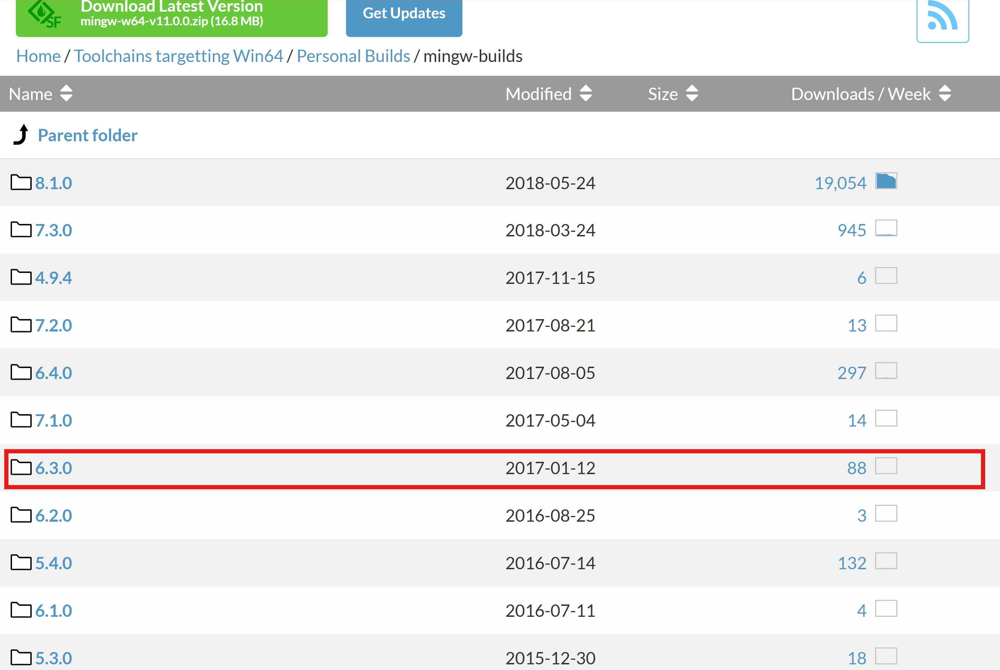 Download Latest Version
mingw-w64-v11.0.0.zip (16.8 MB)
SF
Get Updates
Home / Toolchains targetting Win64 / Personal Builds / mingw-builds
Name Modified Size Downloads / Week
Parent folder
8.1.0 2018-05-24 19,054
7.3.0 2018-03-24 945
4.9.4 2017-11-15 6
7.2.0 2017-08-21 13
6.4.0 2017-08-05 297
7.1.0 2017-05-04 14
6.3.0 2017-01-12 88
6.2.0 2016-08-25 3
5.4.0 2016-07-14 132
6.1.0 2016-07-11 4
5.3.0 2015-12-30 18